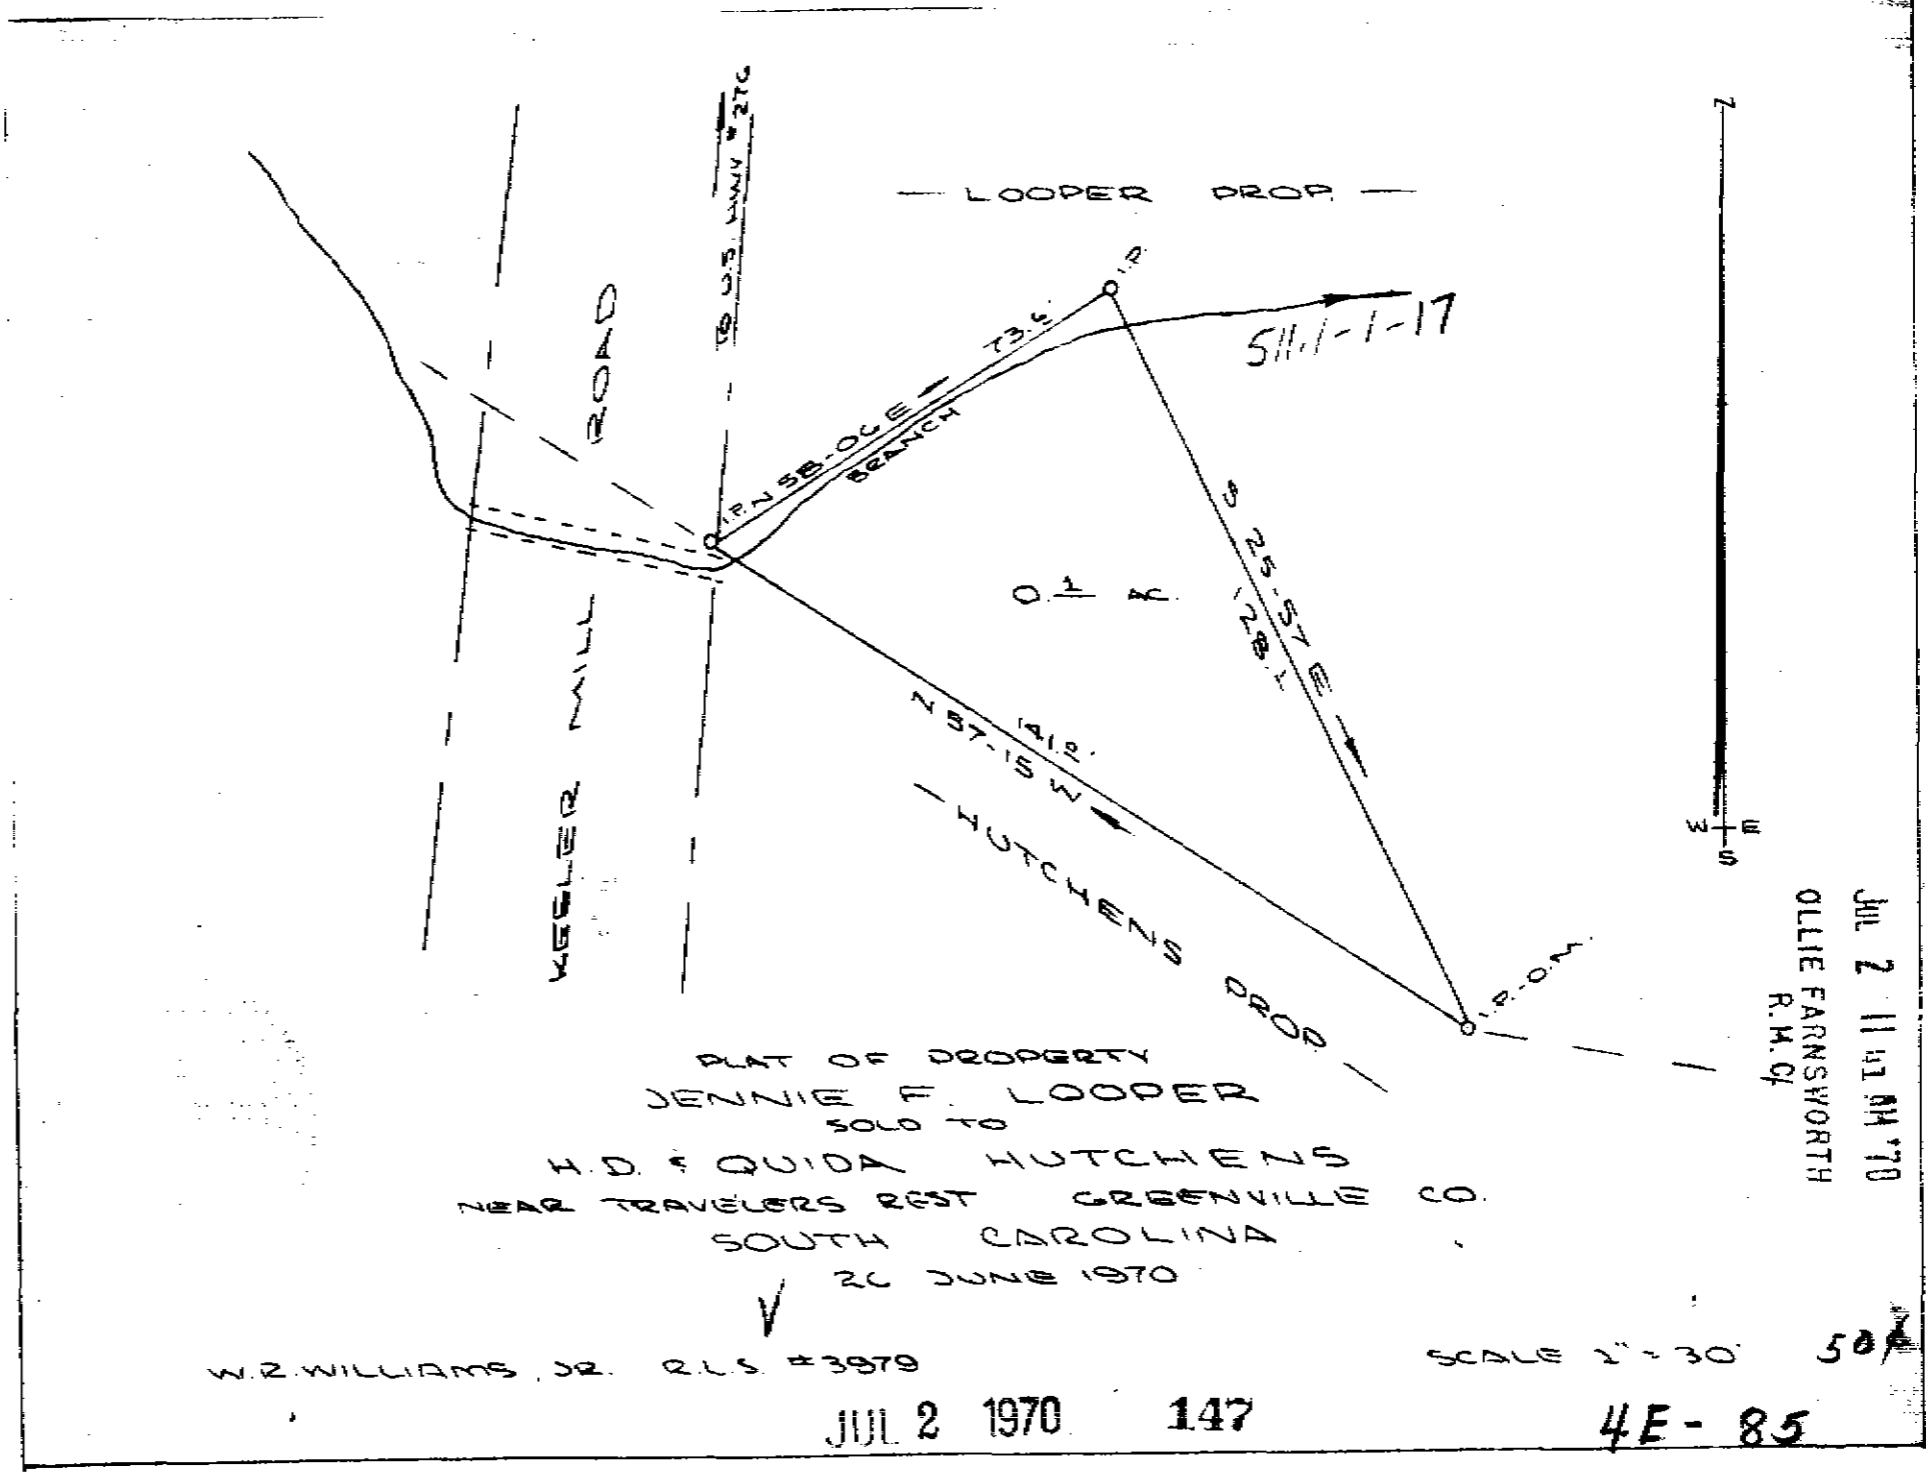 TO U.S. HWY # 276
— LOOPER PROP. —
N
I.P.
73.6'
511.1-1-17
ROAD
I.P.
N 58-06 E
BRANCH
S 25-57 E
128.1
0.1 AC.
KEELER MILL
141.0'
N 57-15 W
— HUTCHENS PROP. —
W E
S
I.P.-O.M.
JUL 2 11 41 AM '70
OLLIE FARNSWORTH
R.M.C.
PLAT OF PROPERTY
JENNIE F. LOOPER
SOLD TO
H.D. & QUIDA HUTCHENS
NEAR TRAVELERS REST GREENVILLE CO.
SOUTH CAROLINA
26 JUNE 1970
W.R. WILLIAMS, JR. R.L.S. #3979
SCALE 1" = 30'
JUL 2 1970 147
4E - 85